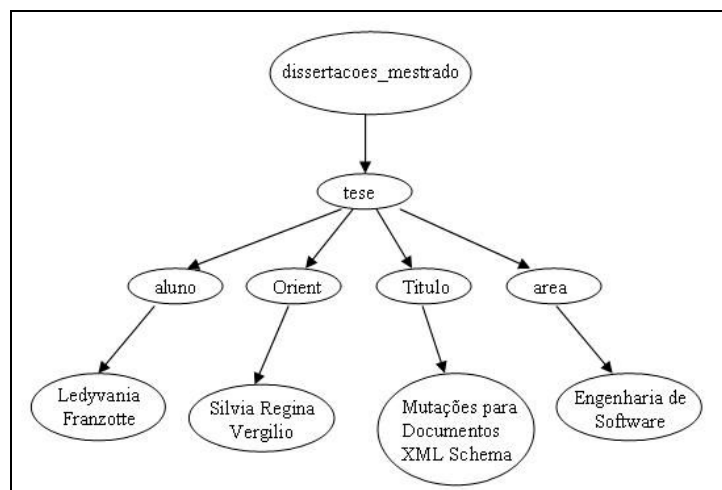 dissertacoes_mestrado
tese
aluno
Orient
Titulo
area
Ledyvania
Franzotte
Silvia Regina
Vergilio
Mutações para
Documentos
XML Schema
Engenharia de
Software